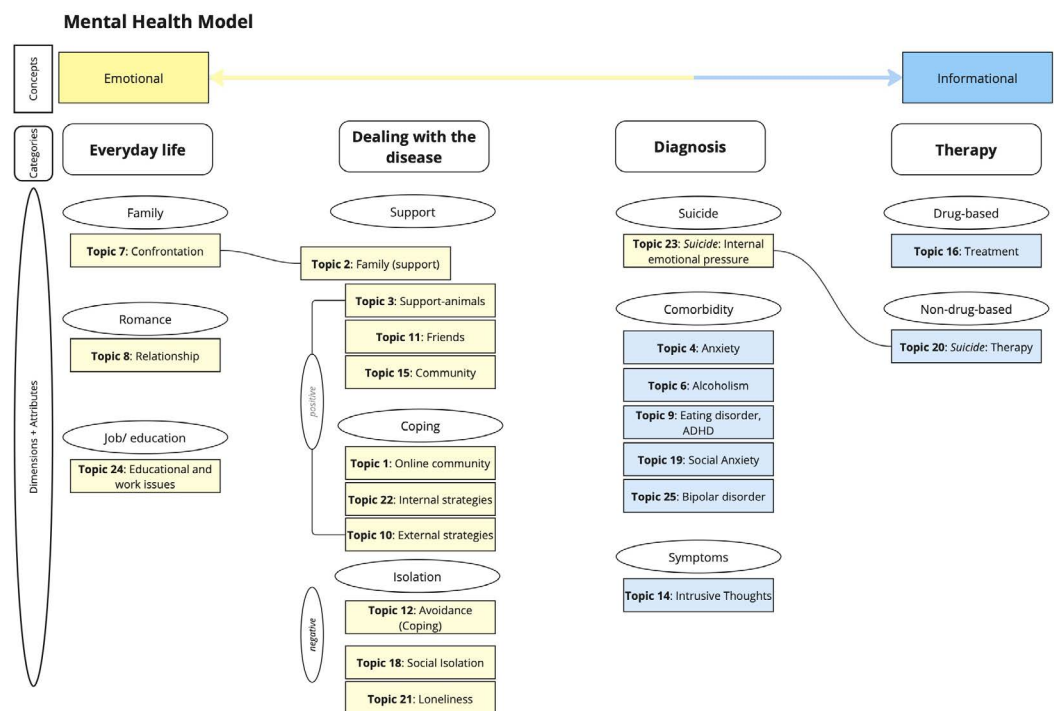 Mental Health Model
Concepts
Emotional
Informational
Categories
Everyday life
Dealing with the
disease
Diagnosis
Therapy
Dimensions + Attributes
Family
Topic 7: Confrontation
Romance
Topic 8: Relationship
Job/ education
Topic 24: Educational and
work issues
Support
Topic 2: Family (support)
Topic 3: Support-animals
Topic 11: Friends
Topic 15: Community
positive
Coping
Topic 1: Online community
Topic 22: Internal strategies
Topic 10: External strategies
Isolation
negative
Topic 12: Avoidance
(Coping)
Topic 18: Social Isolation
Topic 21: Loneliness
Suicide
Topic 23: Suicide: Internal
emotional pressure
Comorbidity
Topic 4: Anxiety
Topic 6: Alcoholism
Topic 9: Eating disorder,
ADHD
Topic 19: Social Anxiety
Topic 25: Bipolar disorder
Symptoms
Topic 14: Intrusive Thoughts
Drug-based
Topic 16: Treatment
Non-drug-based
Topic 20: Suicide: Therapy